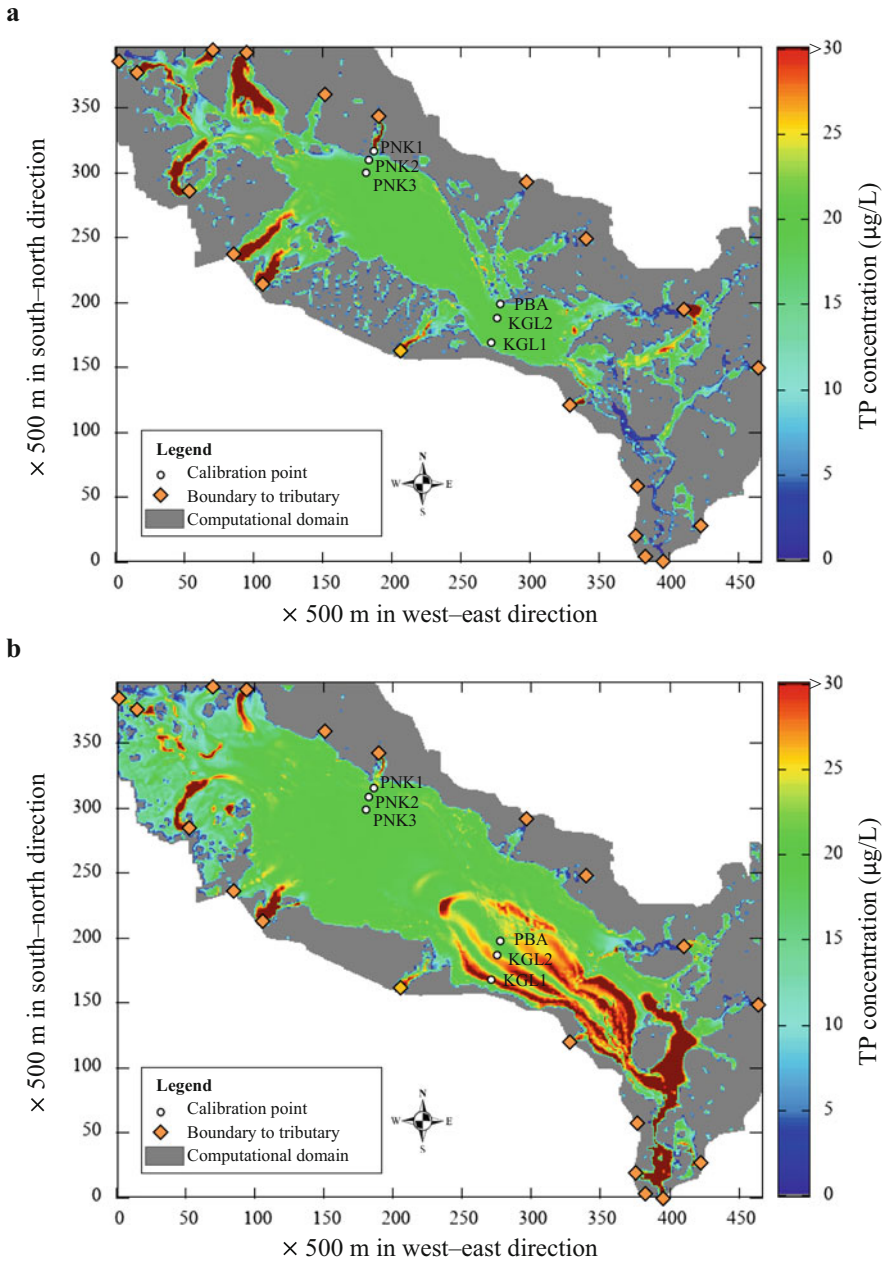 a
>30
25
20
15
10
5
0
TP concentration (µg/L)
350
300
250
200
150
100
50
0
× 500 m in south–north direction
PNK1
PNK2
PNK3
PBA
KGL2
KGL1
Legend
Calibration point
Boundary to tributary
Computational domain
N
W E
S
0 50 100 150 200 250 300 350 400 450
× 500 m in west–east direction
b
>30
25
20
15
10
5
0
TP concentration (µg/L)
350
300
250
200
150
100
50
0
× 500 m in south–north direction
PNK1
PNK2
PNK3
PBA
KGL2
KGL1
Legend
Calibration point
Boundary to tributary
Computational domain
N
W E
S
0 50 100 150 200 250 300 350 400 450
× 500 m in west–east direction